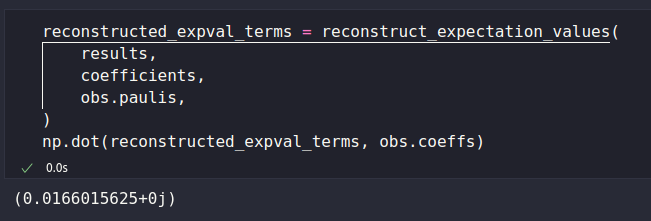 reconstructed_expval_terms = reconstruct_expectation_values(
    results,
    coefficients,
    obs.paulis,
)
np.dot(reconstructed_expval_terms, obs.coeffs)
✓ 0.0s
(0.0166015625+0j)